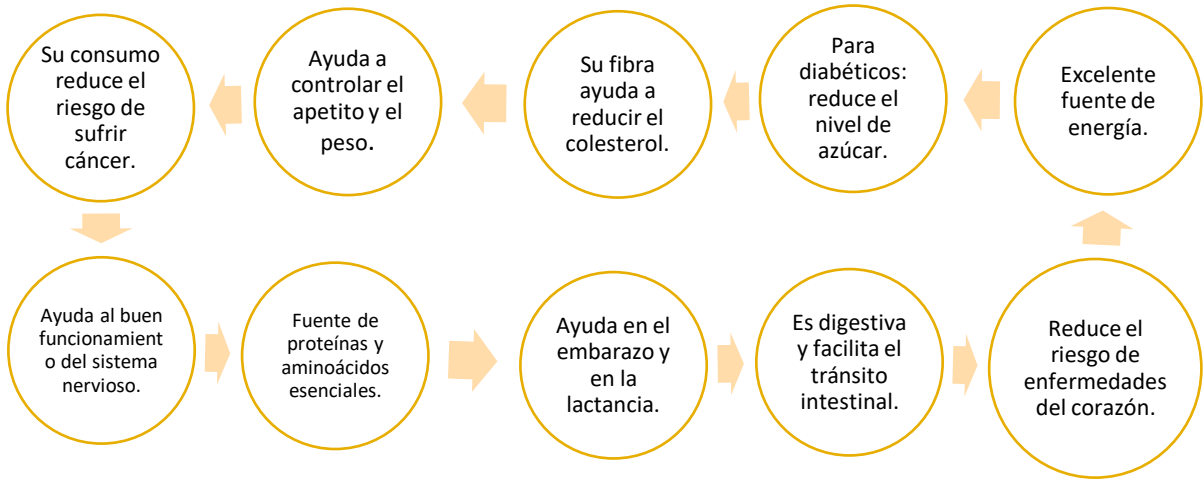 Su consumo
reduce el
riesgo de
sufrir
cáncer.
Ayuda a
controlar el
apetito y el
peso.
Su fibra
ayuda a
reducir el
colesterol.
Para
diabéticos:
reduce el
nivel de
azúcar.
Excelente
fuente de
energía.
Ayuda al buen
funcionamient
o del sistema
nervioso.
Fuente de
proteínas y
aminoácidos
esenciales.
Ayuda en el
embarazo y
en la
lactancia.
Es digestiva
y facilita el
tránsito
intestinal.
Reduce el
riesgo de
enfermedades
del corazón.